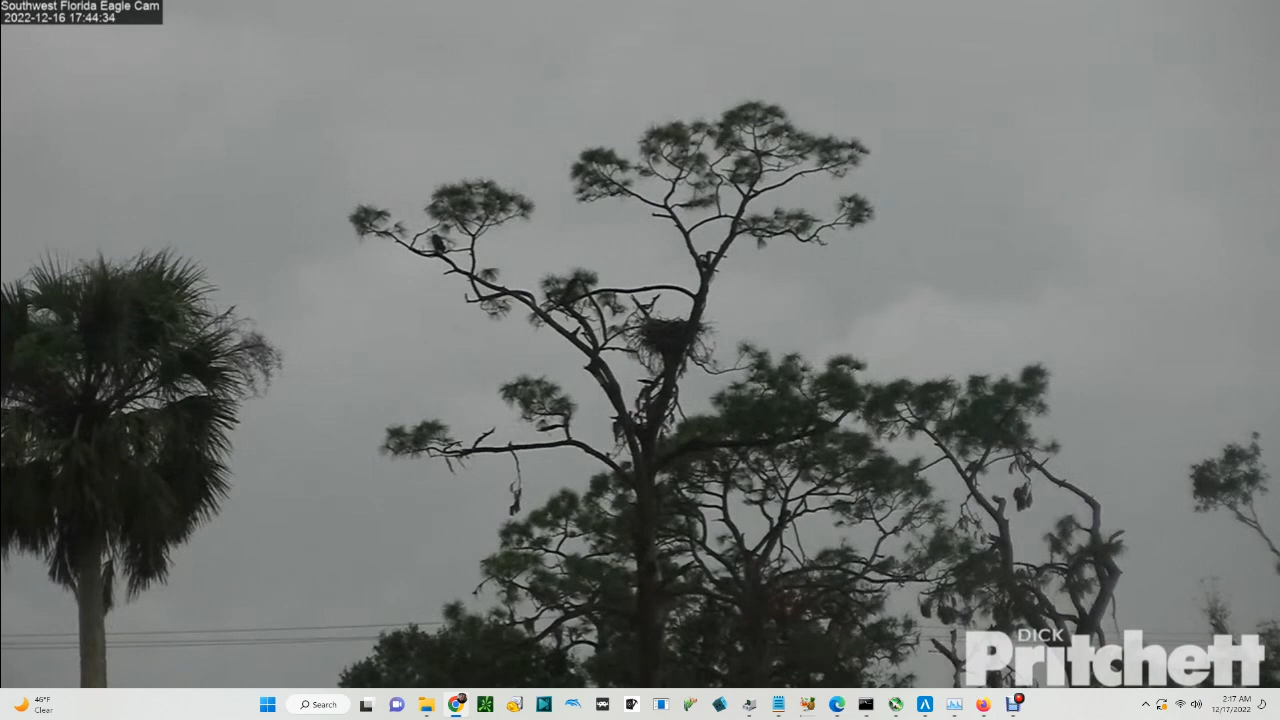 Southwest Florida Eagle Cam
2022-12-16 17:44:34
DICK
Pritchett
46°F
Clear
Search
2:17 AM
12/17/2022